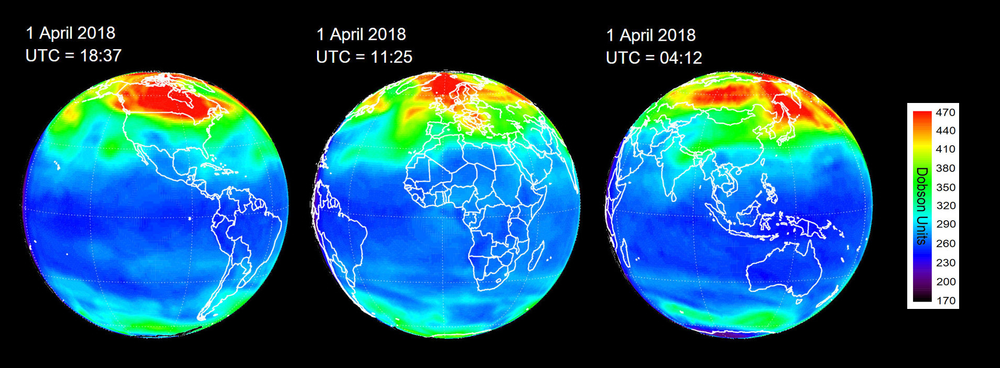 1 April 2018
UTC = 18:37
1 April 2018
UTC = 11:25
1 April 2018
UTC = 04:12
470
440
410
380
350
320
290
260
230
200
170
Dobson Units